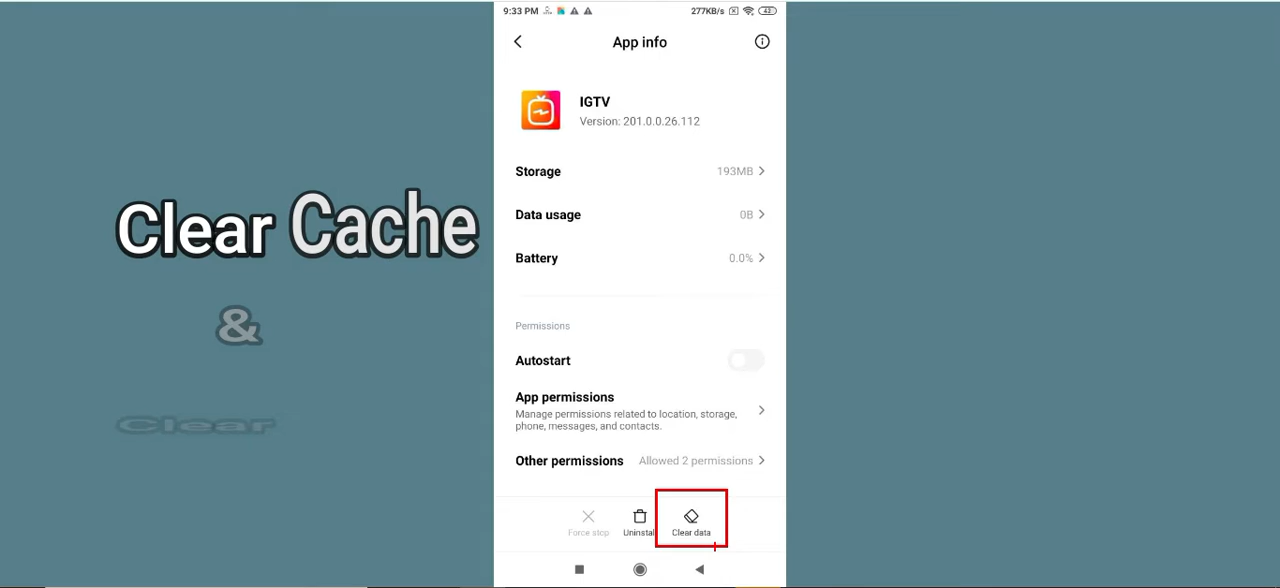 9:33 PM
277KB/s
43
App info
IGTV
Version: 201.0.0.26.112
Storage
193MB
Data usage
0B
Battery
0.0%
Clear Cache
&
Clear
Permissions
Autostart
App permissions
Manage permissions related to location, storage,
phone, messages, and contacts.
Other permissions
Allowed 2 permissions
Force stop
Uninstall
Clear data